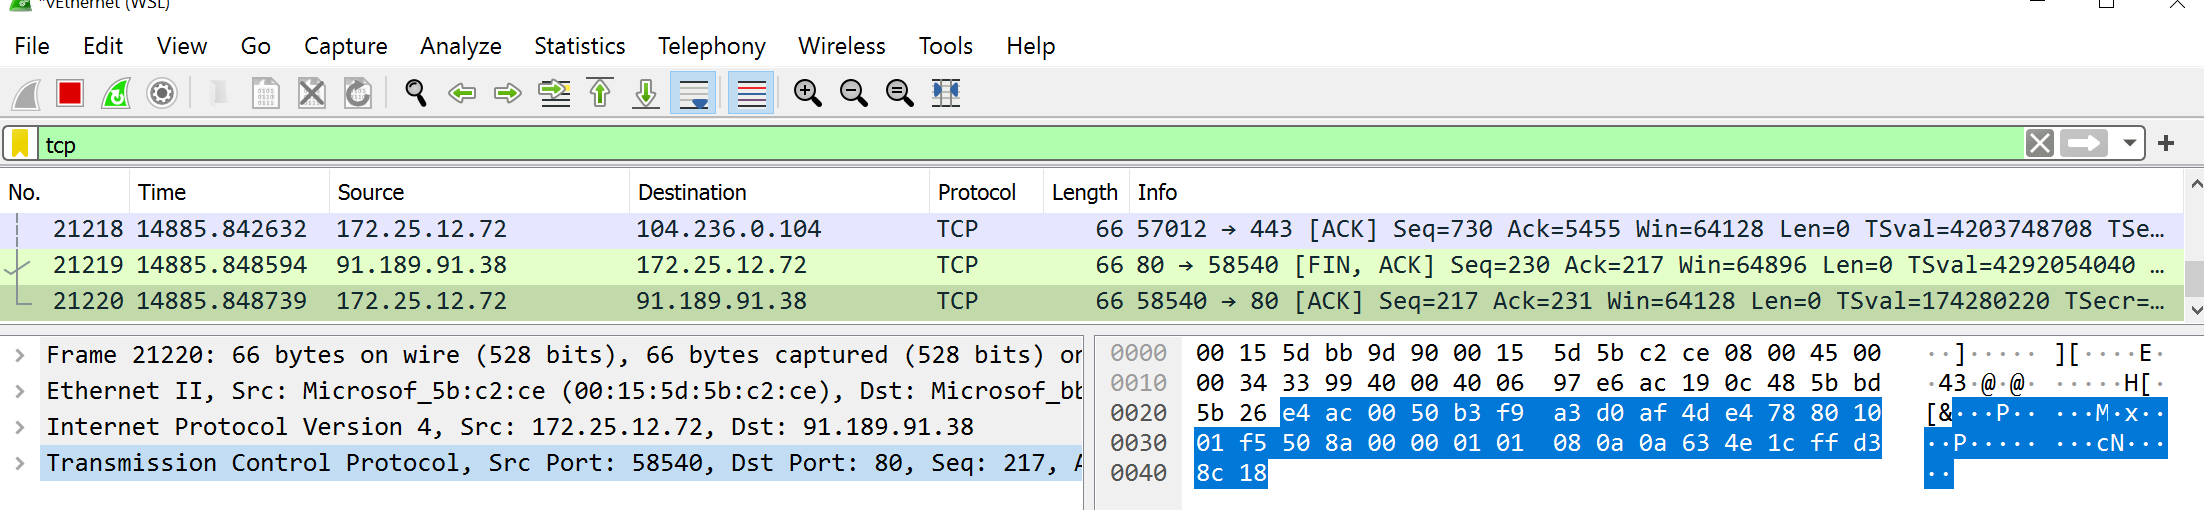 *vEthernet (WSL)
File Edit View Go Capture Analyze Statistics Telephony Wireless Tools Help
tcp
No. Time Source Destination Protocol Length Info
21218 14885.842632 172.25.12.72 104.236.0.104 TCP 66 57012 → 443 [ACK] Seq=730 Ack=5455 Win=64128 Len=0 TSval=4203748708 TSe…
21219 14885.848594 91.189.91.38 172.25.12.72 TCP 66 80 → 58540 [FIN, ACK] Seq=230 Ack=217 Win=64896 Len=0 TSval=4292054040 …
21220 14885.848739 172.25.12.72 91.189.91.38 TCP 66 58540 → 80 [ACK] Seq=217 Ack=231 Win=64128 Len=0 TSval=174280220 TSecr=…
Frame 21220: 66 bytes on wire (528 bits), 66 bytes captured (528 bits) on
Ethernet II, Src: Microsof_5b:c2:ce (00:15:5d:5b:c2:ce), Dst: Microsof_bb
Internet Protocol Version 4, Src: 172.25.12.72, Dst: 91.189.91.38
Transmission Control Protocol, Src Port: 58540, Dst Port: 80, Seq: 217, A
0000 00 15 5d bb 9d 90 00 15 5d 5b c2 ce 08 00 45 00 ··]····· ][····E·
0010 00 34 33 99 40 00 40 06 97 e6 ac 19 0c 48 5b bd ·43·@·@· ·····H[·
0020 5b 26 e4 ac 00 50 b3 f9 a3 d0 af 4d e4 78 80 10 [&···P·· ···M·x··
0030 01 f5 50 8a 00 00 01 01 08 0a 0a 63 4e 1c ff d3 ··P····· ···cN···
0040 8c 18 ··